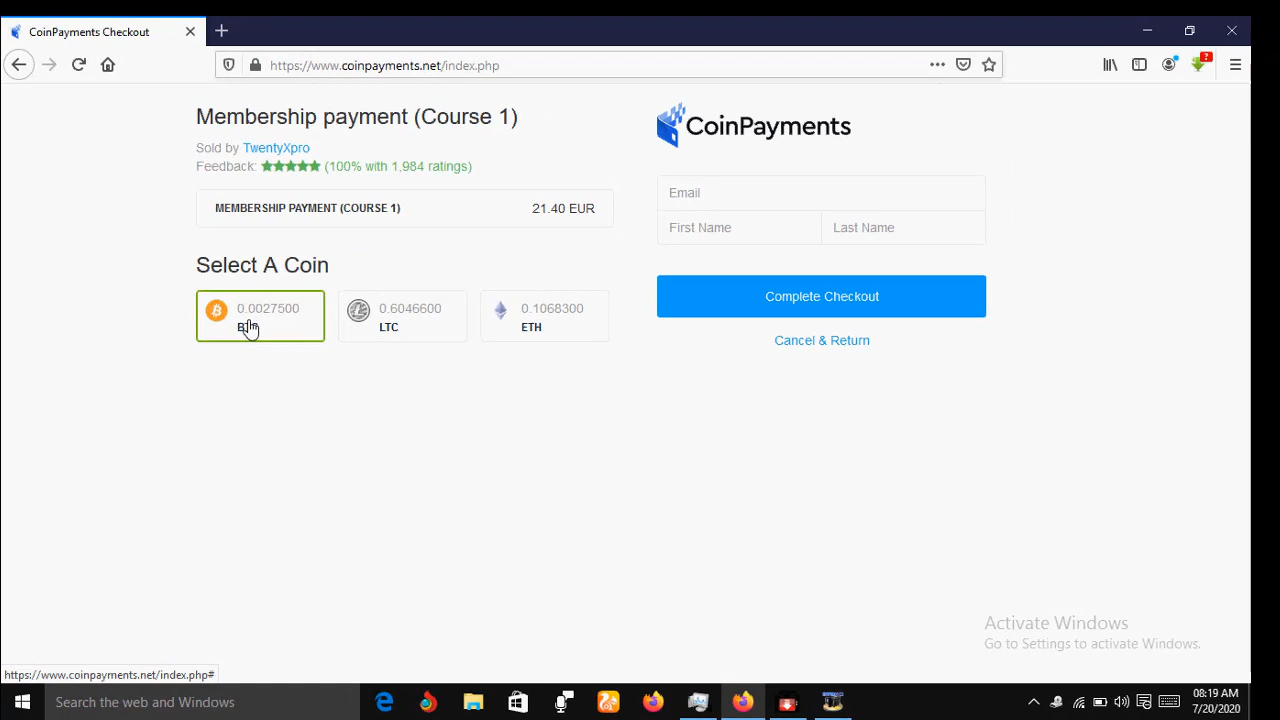 CoinPayments Checkout
https://www.coinpayments.net/index.php
?
Membership payment (Course 1)
Sold by TwentyXpro
Feedback: (100% with 1,984 ratings)
MEMBERSHIP PAYMENT (COURSE 1) 21.40 EUR
Select A Coin
0.0027500
0.6046600
LTC
0.1068300
ETH
CoinPayments
Email
First Name
Last Name
Complete Checkout
Cancel & Return
Activate Windows
Go to Settings to activate Windows.
https://www.coinpayments.net/index.php#
Search the web and Windows
08:19 AM
7/20/2020